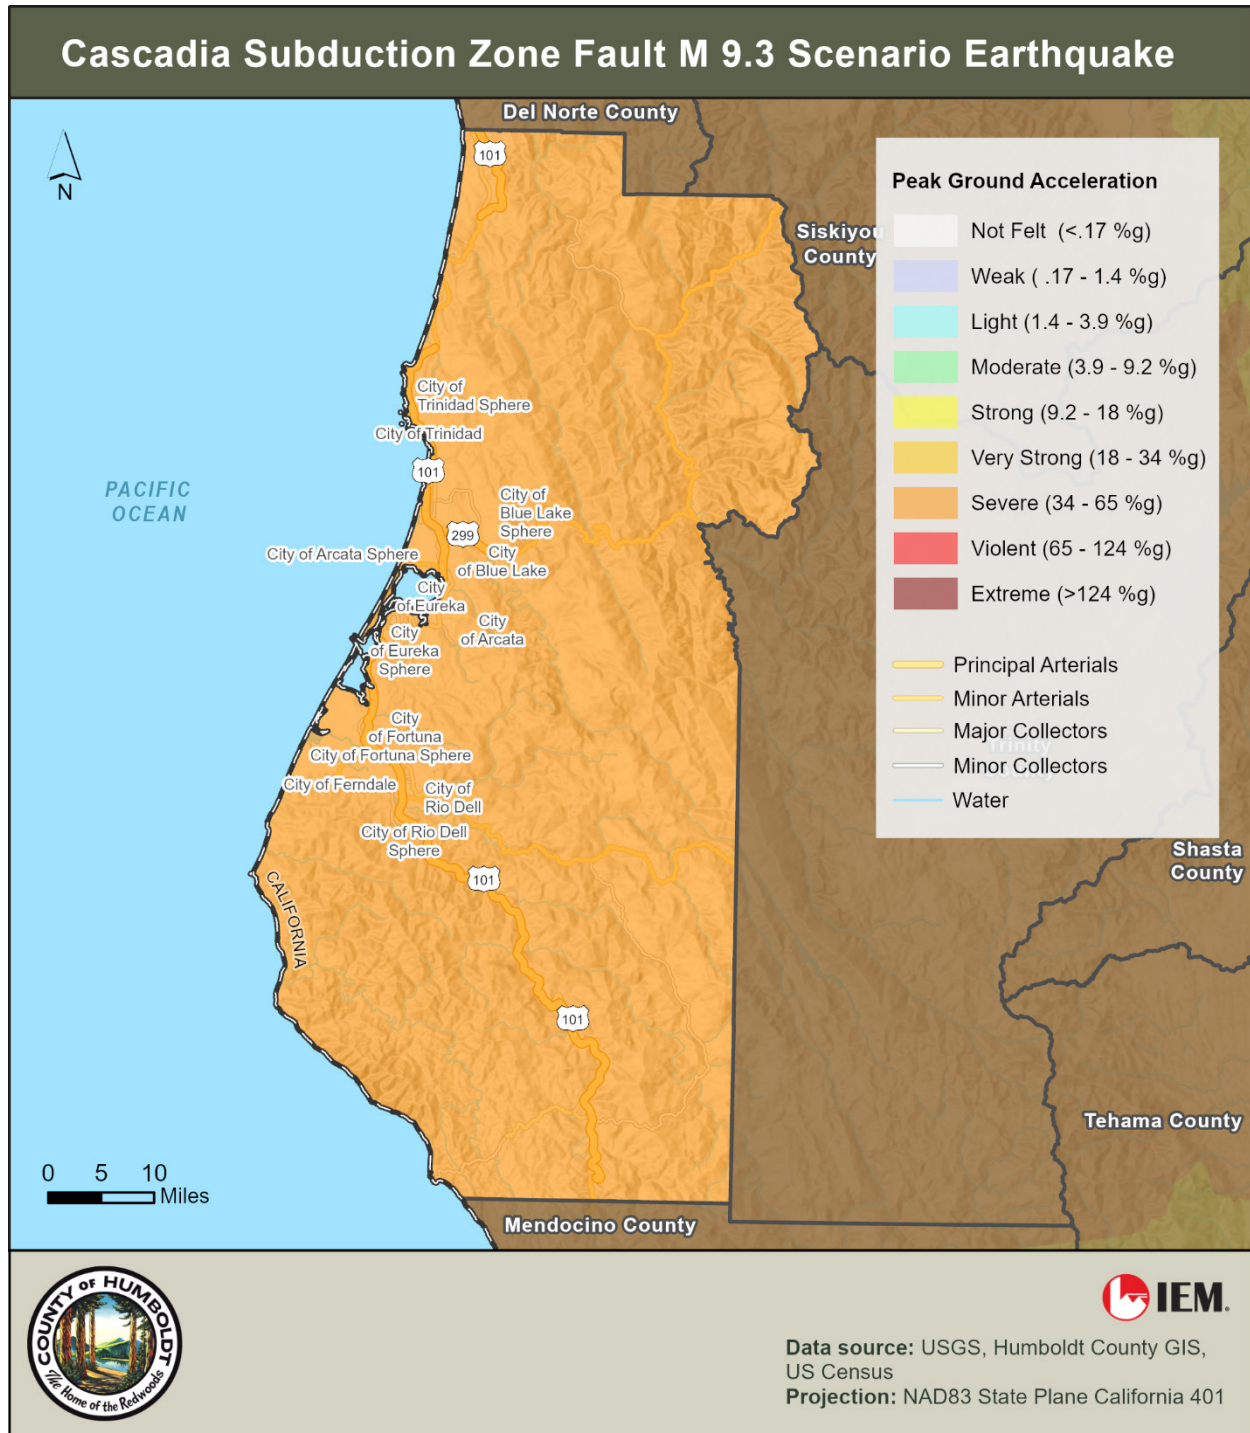 Cascadia Subduction Zone Fault M 9.3 Scenario Earthquake
Del Norte County
101
N
Peak Ground Acceleration
Not Felt (<.17 %g)
Weak ( .17 - 1.4 %g)
Light (1.4 - 3.9 %g)
Moderate (3.9 - 9.2 %g)
Strong (9.2 - 18 %g)
Very Strong (18 - 34 %g)
Severe (34 - 65 %g)
Violent (65 - 124 %g)
Extreme (>124 %g)
Principal Arterials
Minor Arterials
Major Collectors
Minor Collectors
Water
Siskiyou
County
City of
Trinidad Sphere
City of Trinidad
101
PACIFIC
OCEAN
City of
Blue Lake
Sphere
299
City of Arcata Sphere
City
of Blue Lake
City
of Eureka
City
of Arcata
City
of Eureka
Sphere
City
of Fortuna
City of Fortuna Sphere
City of Ferndale
City of
Rio Dell
City of Rio Dell
Sphere
Trinity
Shasta
County
101
CALIFORNIA
101
Tehama County
0 5 10
Miles
Mendocino County
COUNTY OF HUMBOLDT
The Home of the Redwoods
IEM.
Data source: USGS, Humboldt County GIS,
US Census
Projection: NAD83 State Plane California 401